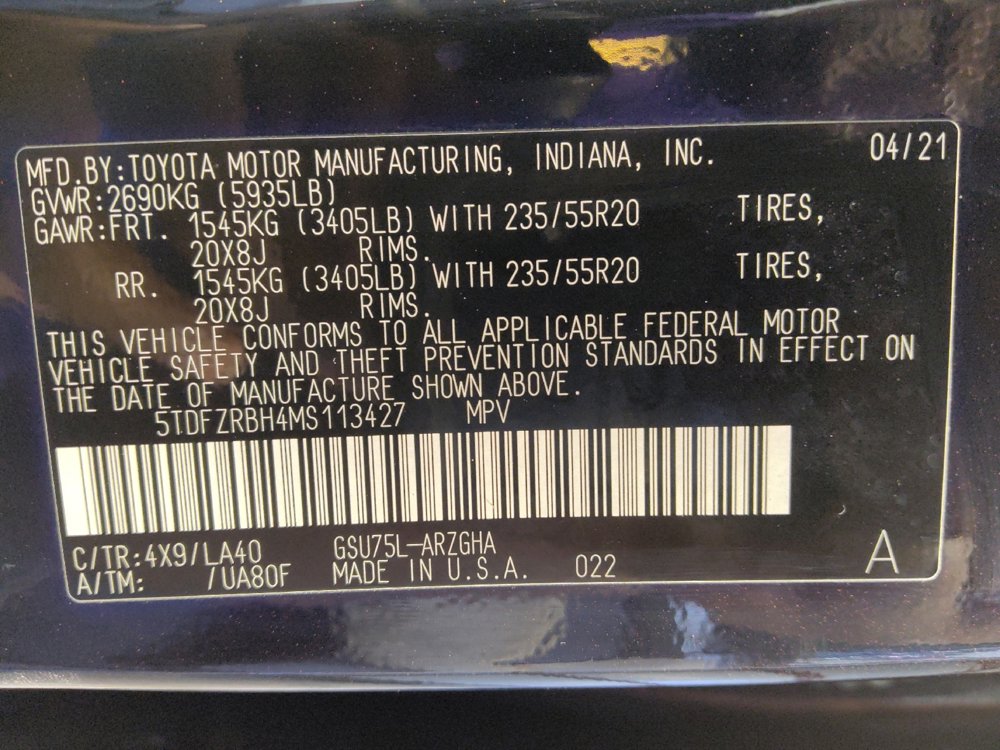 MFD.BY:TOYOTA MOTOR MANUFACTURING, INDIANA, INC. 04/21
GVWR:2690KG (5935LB)
GAWR:FRT. 1545KG (3405LB) WITH 235/55R20 TIRES,
20X8J RIMS.
RR. 1545KG (3405LB) WITH 235/55R20 TIRES,
20X8J RIMS.
THIS VEHICLE CONFORMS TO ALL APPLICABLE FEDERAL MOTOR
VEHICLE SAFETY AND THEFT PREVENTION STANDARDS IN EFFECT ON
THE DATE OF MANUFACTURE SHOWN ABOVE.
5TDFZRBH4MS113427 MPV
C/TR:4X9/LA40 GSU75L-ARZGHA
A/TM: /UA80F MADE IN U.S.A. 022 A